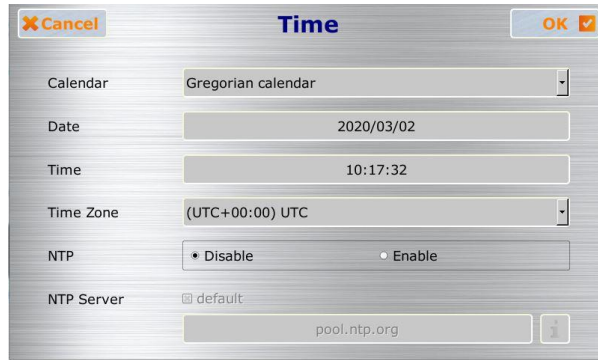 Cancel
Time
OK
Calendar
Gregorian calendar
Date
2020/03/02
Time
10:17:32
Time Zone
(UTC+00:00) UTC
NTP
Disable
Enable
NTP Server
default
pool.ntp.org
i